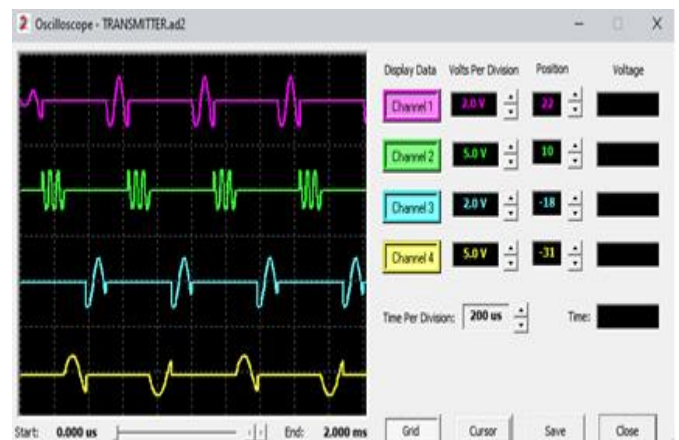 Oscilloscope - TRANSMITTER.ad2
Display Data Volts Per Division Position Voltage
Channel 1 2.0 V 22
Channel 2 5.0 V 10
Channel 3 2.0 V -18
Channel 4 5.0 V -31
Time Per Division: 200 us Time:
Start: 0.000 us End: 2.000 ms Grid Cursor Save Close